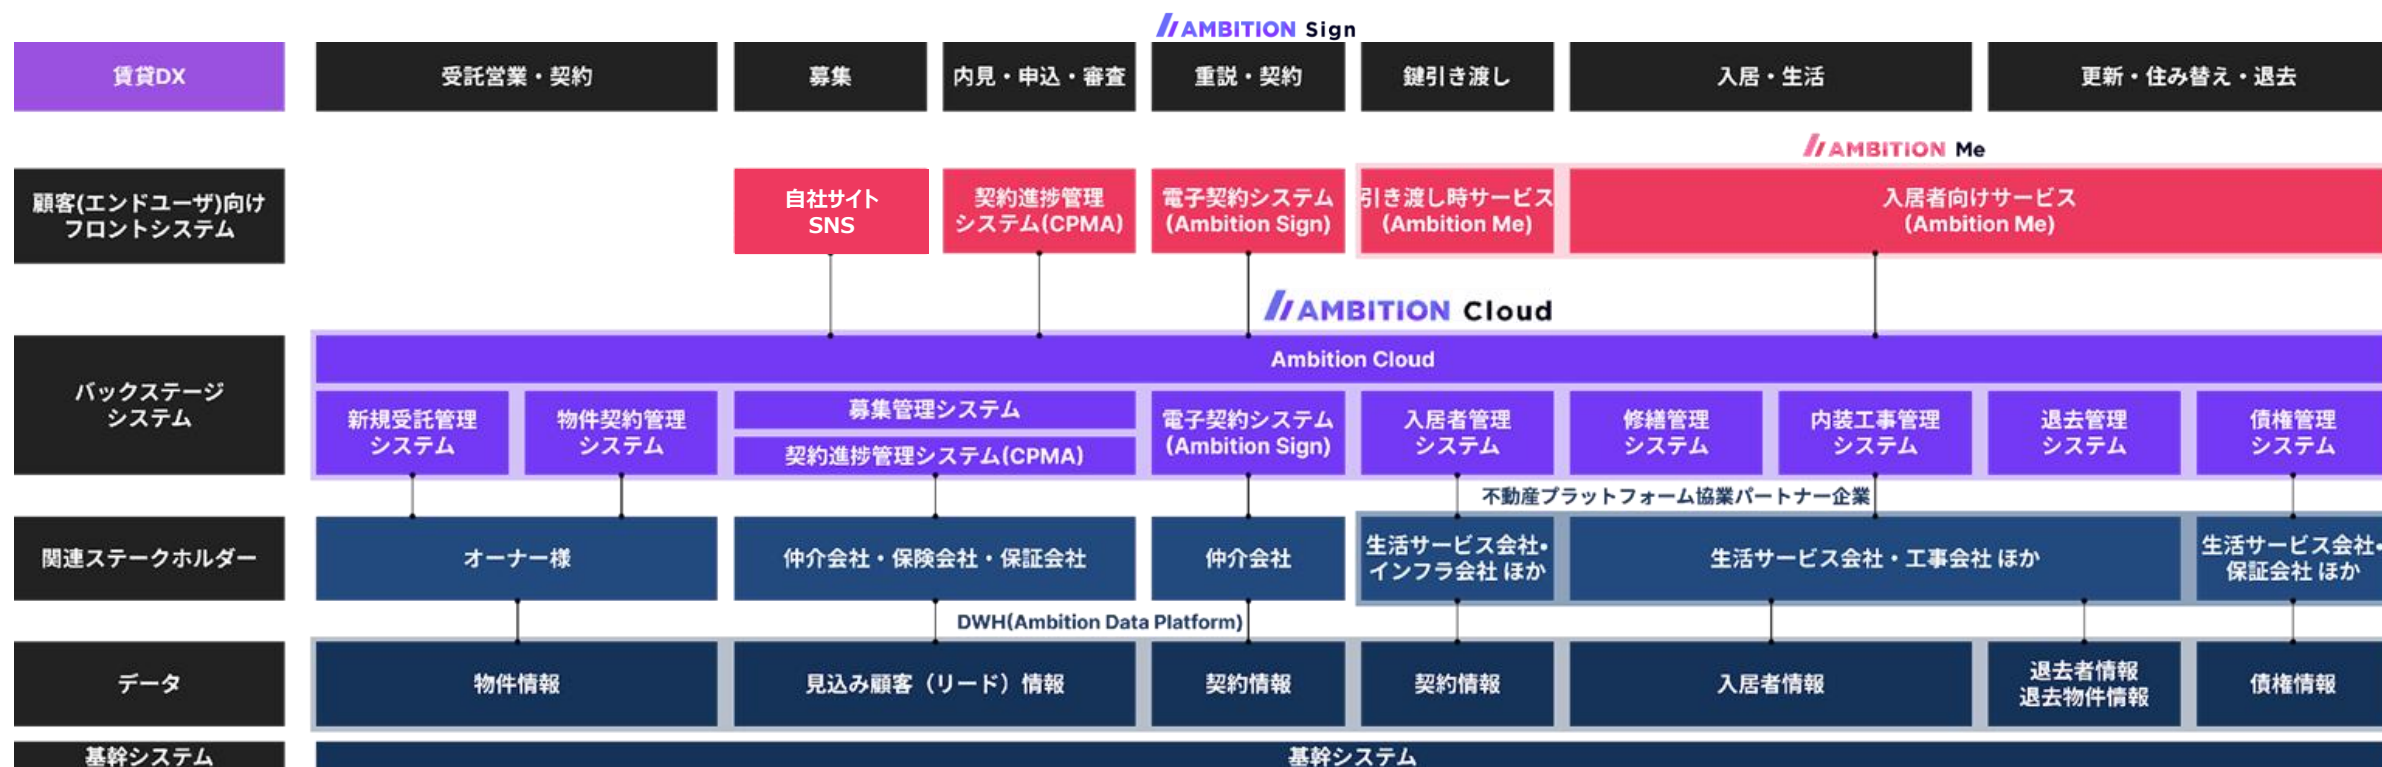 AMBITION Sign
賃貸DX
受託営業・契約
募集
内見・申込・審査
重説・契約
鍵引き渡し
入居・生活
更新・住み替え・退去
AMBITION Me
顧客(エンドユーザ)向け
フロントシステム
自社サイト
SNS
契約進捗管理
システム(CPMA)
電子契約システム
(Ambition Sign)
引き渡し時サービス
(Ambition Me)
入居者向けサービス
(Ambition Me)
AMBITION Cloud
バックステージ
システム
Ambition Cloud
新規受託管理
システム
物件契約管理
システム
募集管理システム
契約進捗管理システム(CPMA)
電子契約システム
(Ambition Sign)
入居者管理
システム
修繕管理
システム
内装工事管理
システム
退去管理
システム
債権管理
システム
不動産プラットフォーム協業パートナー企業
関連ステークホルダー
オーナー様
仲介会社・保険会社・保証会社
仲介会社
生活サービス会社・
インフラ会社 ほか
生活サービス会社・工事会社 ほか
生活サービス会社・
保証会社 ほか
DWH(Ambition Data Platform)
データ
物件情報
見込み顧客（リード）情報
契約情報
契約情報
入居者情報
退去者情報
退去物件情報
債権情報
基幹システム
基幹システム